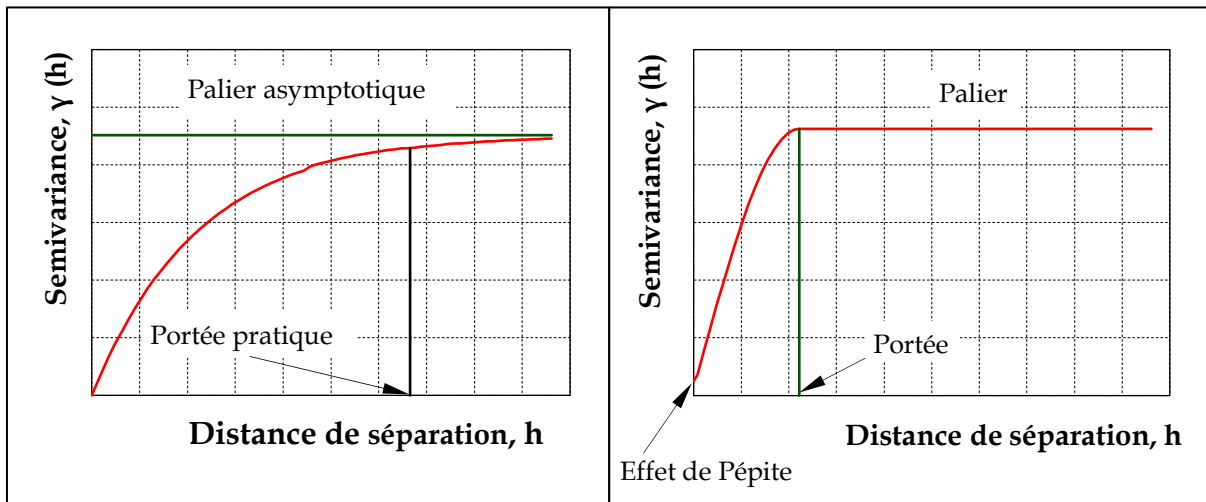 Semivariance, γ (h)
Palier asymptotique
Portée pratique
Distance de séparation, h
Semivariance, γ (h)
Palier
Portée
Distance de séparation, h
Effet de Pépite